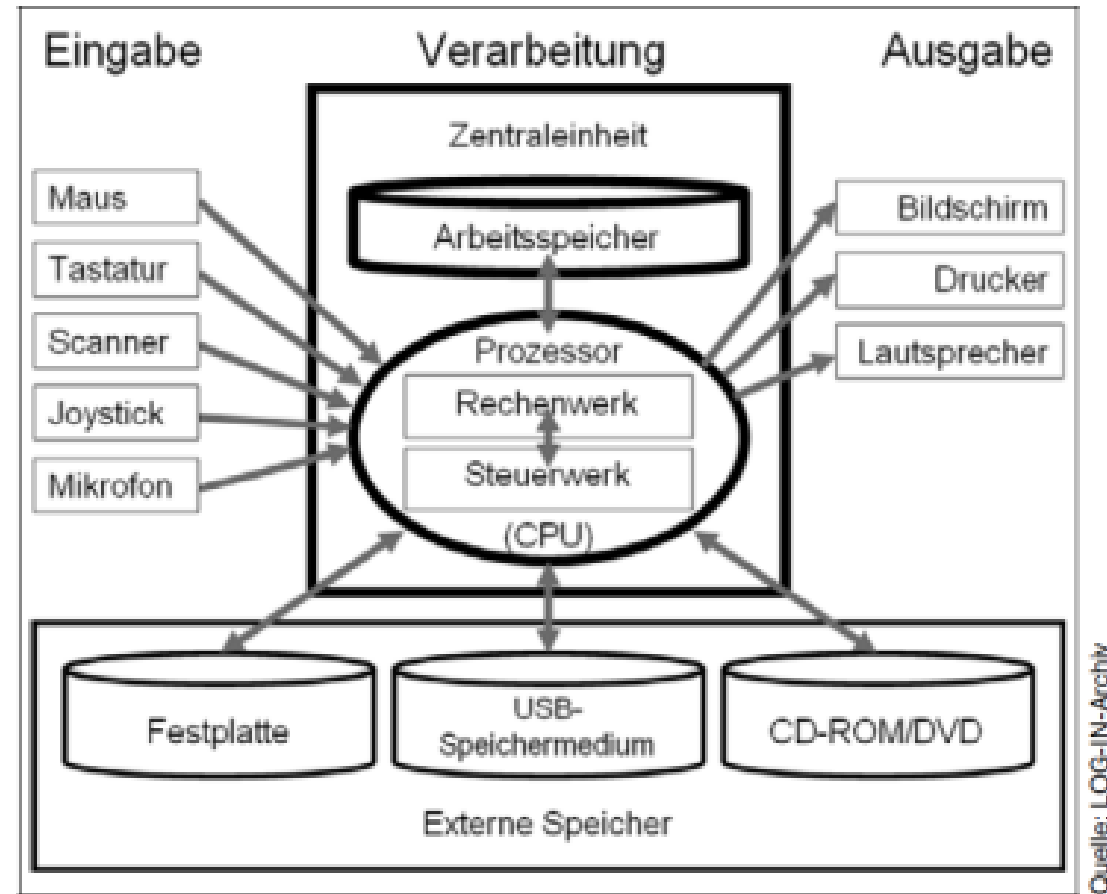 Eingabe
Verarbeitung
Ausgabe
Zentraleinheit
Arbeitsspeicher
Maus
Tastatur
Scanner
Joystick
Mikrofon
Prozessor
Rechenwerk
Steuerwerk
(CPU)
Bildschirm
Drucker
Lautsprecher
Festplatte
USB-
Speichermedium
CD-ROM/DVD
Externe Speicher
Quelle: LOG-IN-Archiv